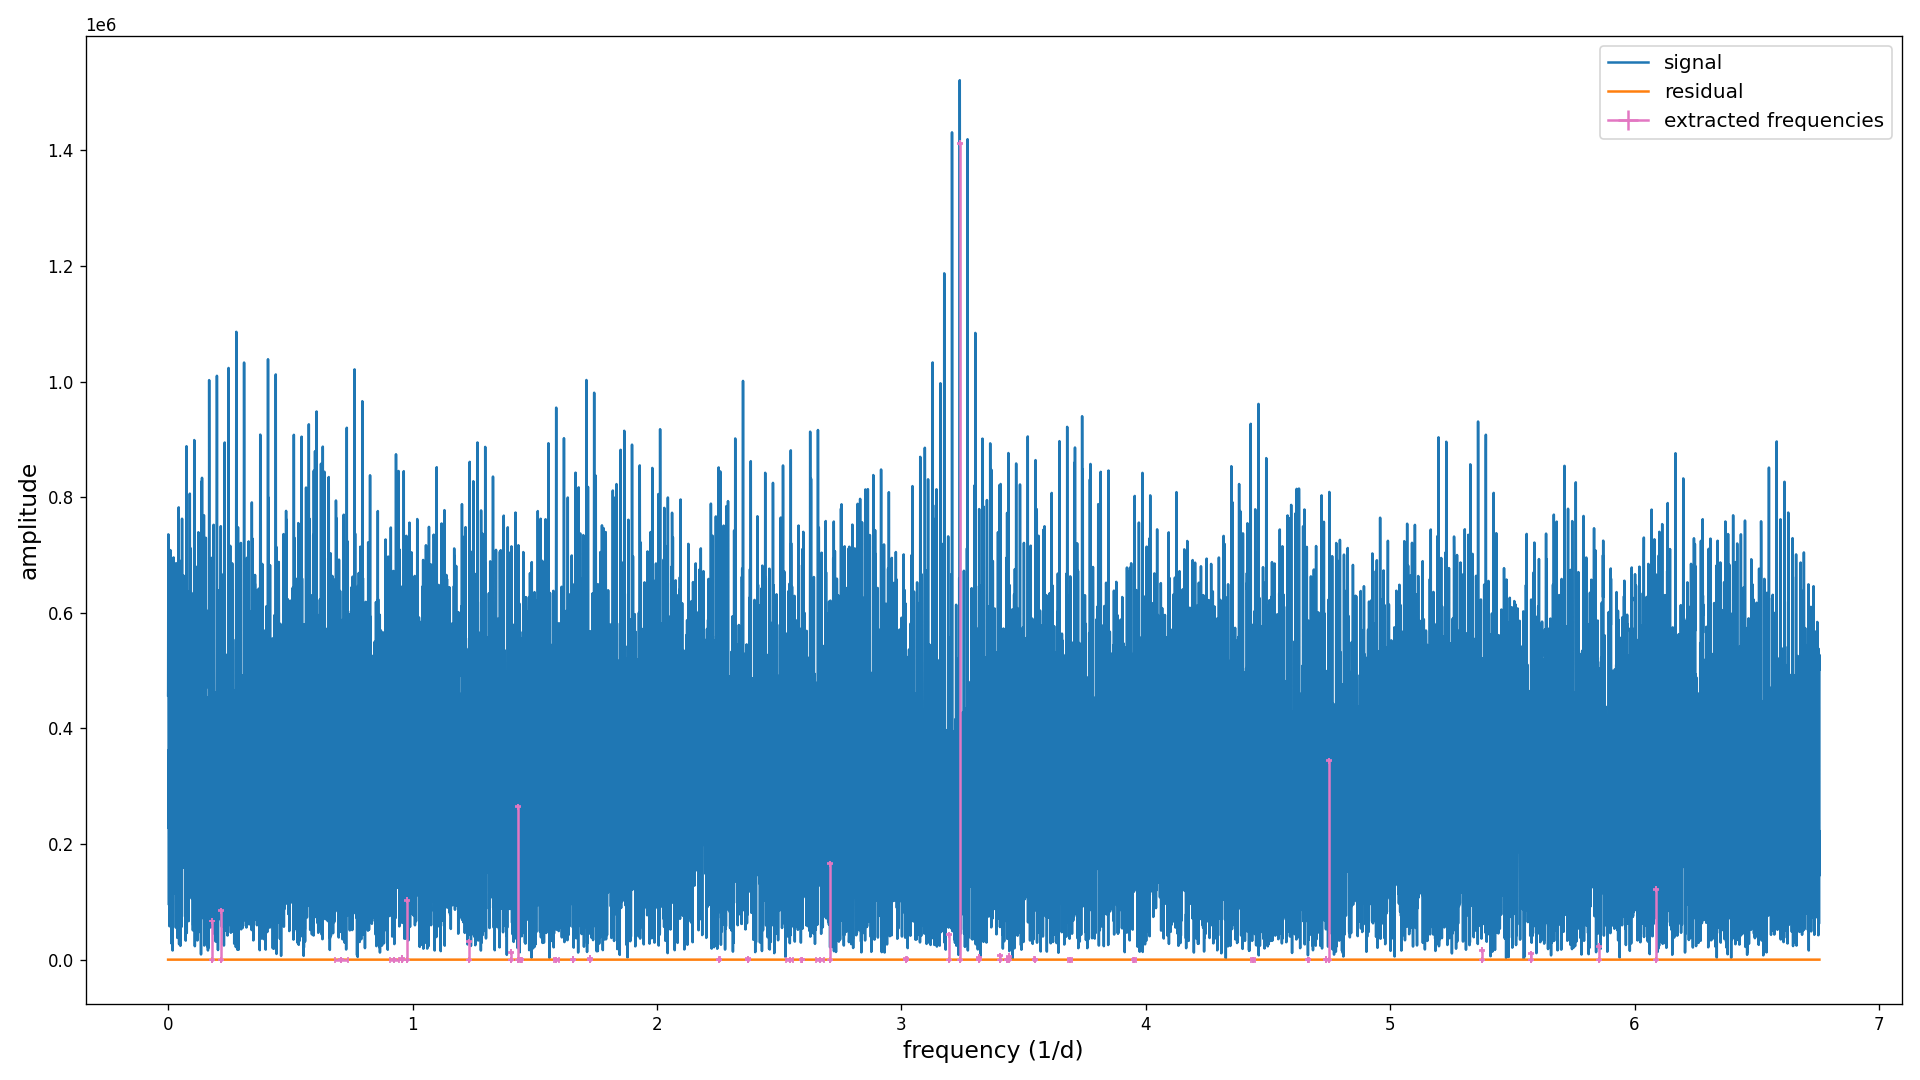 1e6
signal
residual
extracted frequencies
1.4
1.2
1.0
0.8
0.6
0.4
0.2
0.0
amplitude
0 1 2 3 4 5 6 7
frequency (1/d)